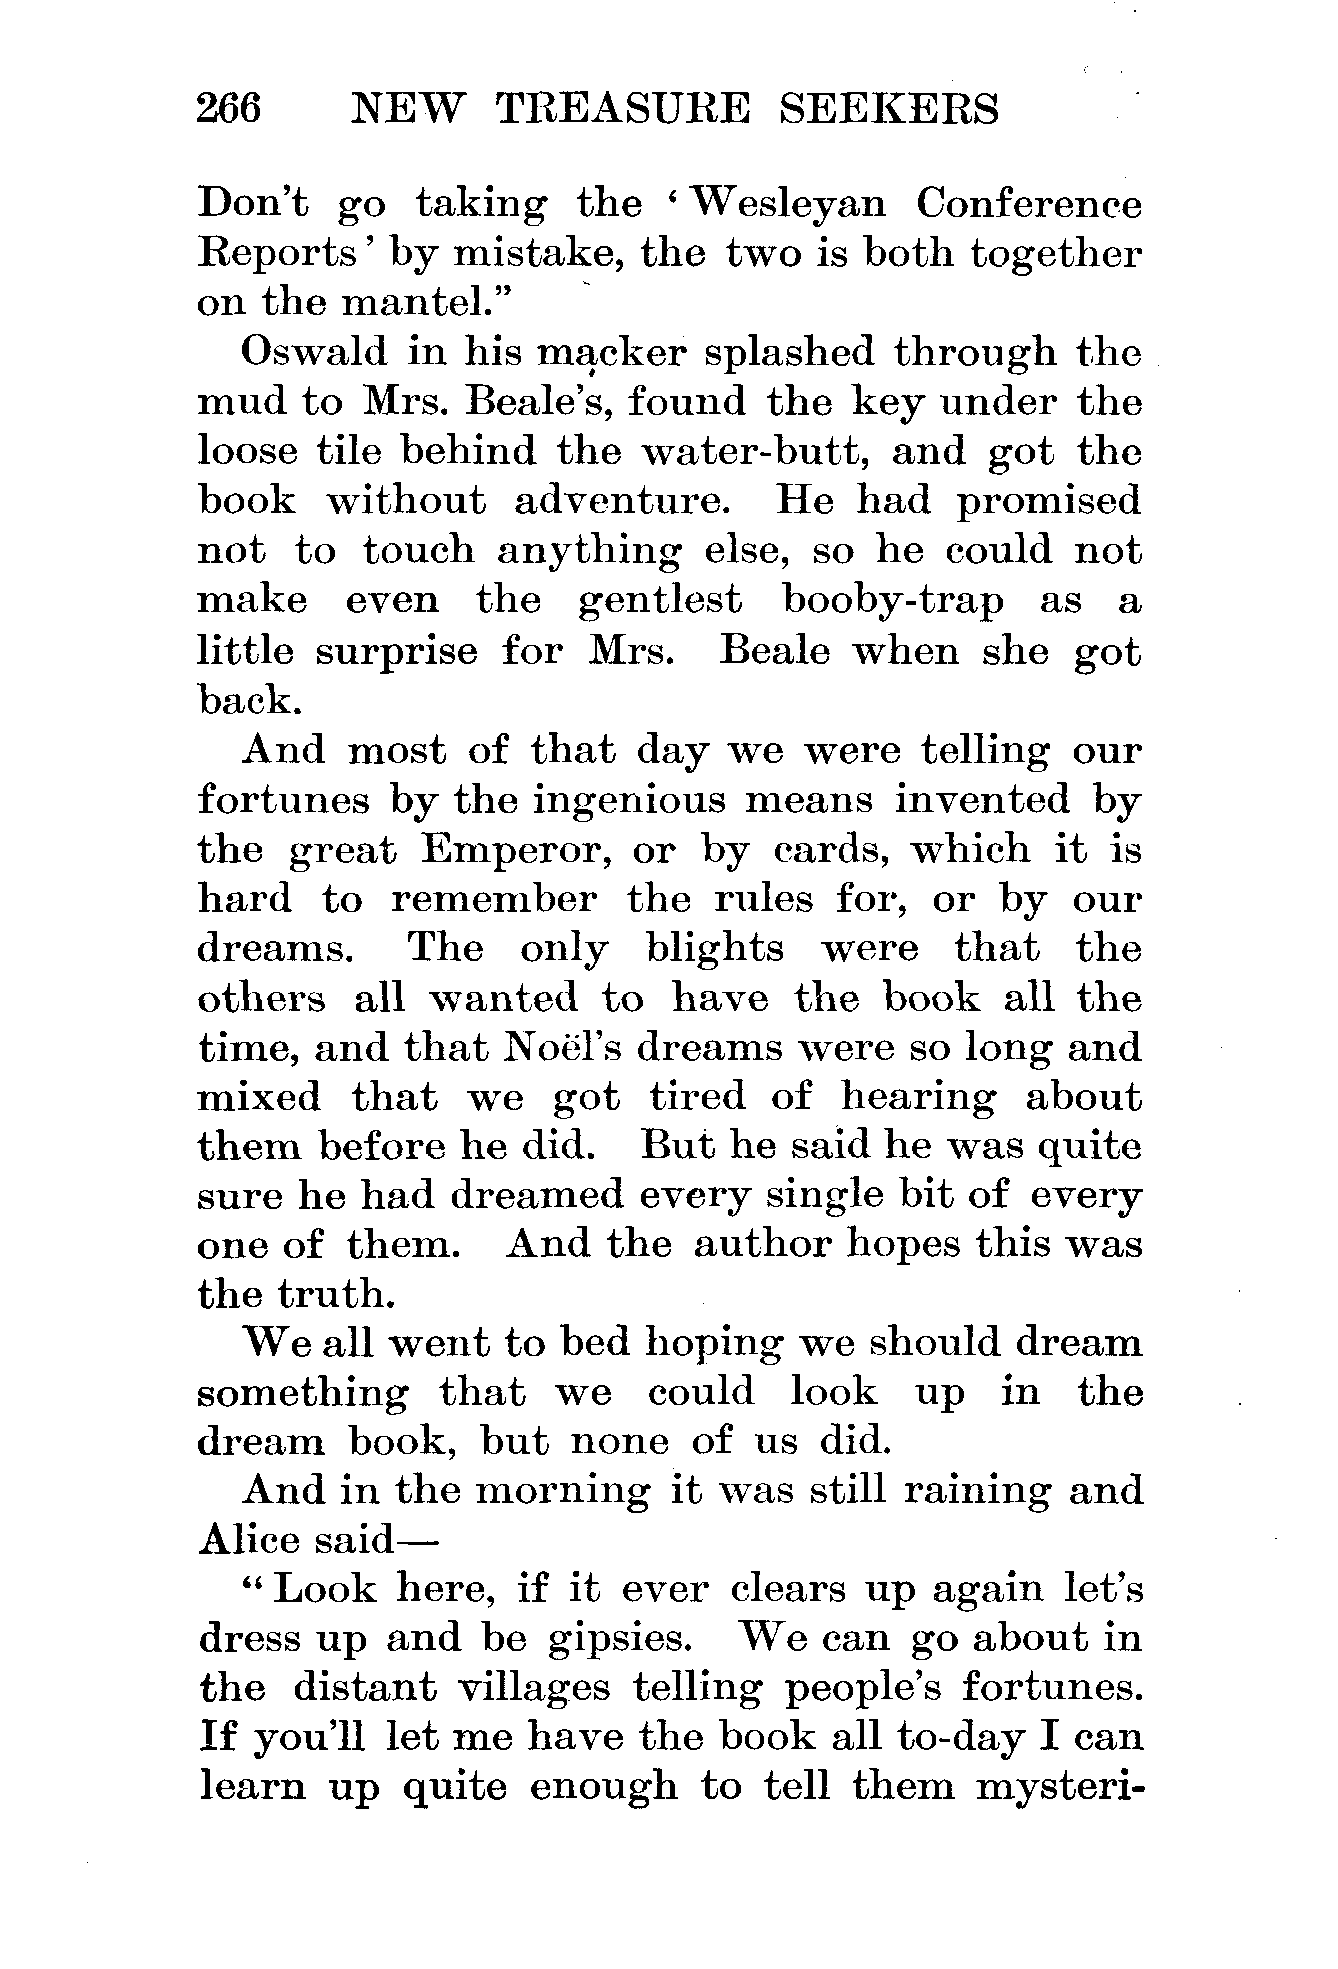 266 NEW TREASURE SEEKERS
Don't go taking the ‘Wesleyan Conference
Reports’ by mistake, the two is both together
on the mantel.”
Oswald in his macker splashed through the
mud to Mrs. Beale's, found the key under the
loose tile behind the water-butt, and got the
book without adventure. He had promised
not to touch anything else, so he could not
make even the gentlest booby-trap as a
little surprise for Mrs. Beale when she got
back.
And most of that day we were telling our
fortunes by the ingenious means invented by
the great Emperor, or by cards, which it is
hard to remember the rules for, or by our
dreams. The only blights were that the
others all wanted to have the book all the
time, and that Noël's dreams were so long and
mixed that we got tired of hearing about
them before he did. But he said he was quite
sure he had dreamed every single bit of every
one of them. And the author hopes this was
the truth.
We all went to bed hoping we should dream
something that we could look up in the
dream book, but none of us did.
And in the morning it was still raining and
Alice said—
“Look here, if it ever clears up again let's
dress up and be gipsies. We can go about in
the distant villages telling people's fortunes.
If you'll let me have the book all to-day I can
learn up quite enough to tell them mysteri-